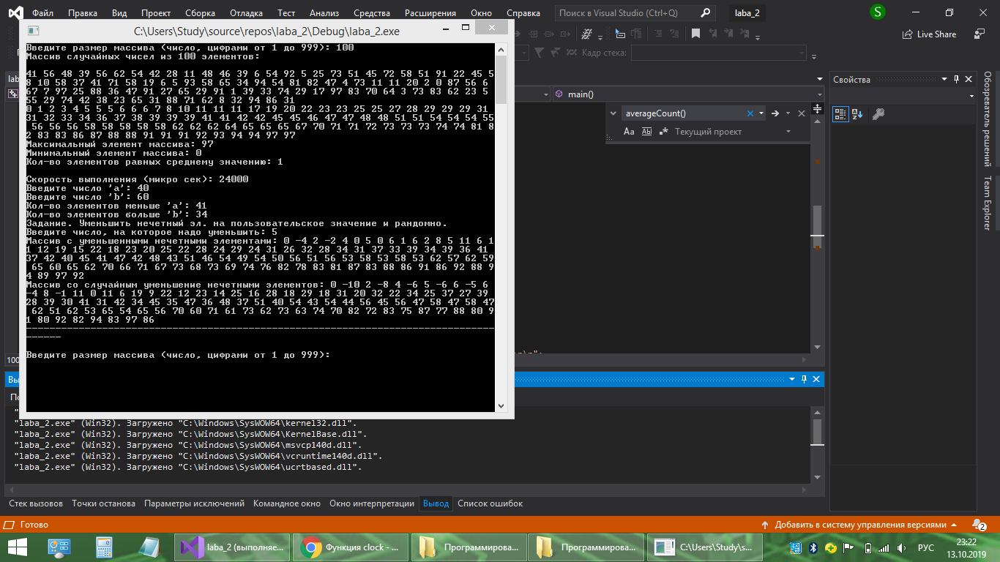 Файл Правка Вид Проект Сборка Отладка Тест Анализ Средства Расширения Окно Справка Поиск в Visual Studio (Ctrl+Q) laba_2 S
C:\Users\Study\source\repos\laba_2\Debug\laba_2.exe
Live Share
Кадр стека:
Введите размер массива (число, цифрами от 1 до 999): 100
Массив случайных чисел из 100 элементов:
41 56 48 39 56 62 54 42 28 11 48 46 39 6 54 92 5 25 73 51 45 72 58 51 91 22 45 5
8 10 58 37 41 71 58 19 6 5 93 58 65 34 94 54 81 82 47 4 73 11 11 20 2 0 87 56 6
67 7 97 25 88 36 47 91 27 65 29 91 1 39 33 74 29 17 97 83 70 64 3 73 83 62 23 5
55 29 74 42 38 23 65 31 88 71 62 8 32 94 86 31
0 1 2 3 4 5 5 5 6 6 6 7 8 10 11 11 11 17 19 20 22 23 23 25 25 27 28 29 29 29 31
31 32 33 34 36 37 38 39 39 39 41 41 42 42 45 45 46 47 47 48 48 51 51 54 54 54 55
56 56 56 58 58 58 58 58 62 62 62 64 65 65 65 67 70 71 71 72 73 73 73 74 74 81 8
2 83 83 86 87 88 88 91 91 91 92 93 94 94 97 97
Максимальный элемент массива: 97
Минимальный элемент массива: 0
Кол-во элементов равных среднему значению: 1
Скорость выполнения (микро сек): 24000
Введите число 'a': 40
Введите число 'b': 60
Кол-во элементов меньше 'a': 41
Кол-во элементов больше 'b': 34
Задание. Уменьшить нечетный эл. на пользовательское значение и рандомно.
Введите число, на которое надо уменьшить: 5
Массив с уменьшенными нечетными элементами: 0 -4 2 -2 4 0 5 0 6 1 6 2 8 5 11 6 1
1 12 19 15 22 18 23 20 25 22 28 24 29 24 31 26 32 28 34 31 37 33 39 34 39 36 41
37 42 40 45 41 47 42 48 43 51 46 54 49 54 50 56 51 56 53 58 53 58 53 62 57 62 59
65 60 65 62 70 66 71 67 73 68 73 69 74 76 82 78 83 81 87 83 88 86 91 86 92 88 9
4 89 97 92
Массив со случайным уменьшение нечетными элементов: 0 -10 2 -8 4 -6 5 -6 6 -5 6
-4 8 -1 11 0 11 6 19 9 22 12 23 14 25 16 28 18 29 18 31 20 32 22 34 25 37 27 39
28 39 30 41 31 42 34 45 35 47 36 48 37 51 40 54 43 54 44 56 45 56 47 58 47 58 47
62 51 62 53 65 54 65 56 70 60 71 61 73 62 73 63 74 70 82 72 83 75 87 77 88 80 9
1 80 92 82 94 83 97 86
Введите размер массива (число, цифрами от 1 до 999):
main()
averageCount()
Aa Ab Текущий проект
Свойства
Обозреватель решений
Team Explorer
\n\n";
100
"laba_2.exe" (Win32). Загружено "C:\Windows\SysWOW64\kernel32.dll".
"laba_2.exe" (Win32). Загружено "C:\Windows\SysWOW64\KernelBase.dll".
"laba_2.exe" (Win32). Загружено "C:\Windows\SysWOW64\msvcp140d.dll".
"laba_2.exe" (Win32). Загружено "C:\Windows\SysWOW64\vcruntime140d.dll".
"laba_2.exe" (Win32). Загружено "C:\Windows\SysWOW64\ucrtbased.dll".
Стек вызовов Точки останова Параметры исключений Командное окно Окно интерпретации Вывод Список ошибок
Готово Добавить в систему управления версиями 2
laba_2 (выполняе... Функция clock - ... Программирова... Программирова... C:\Users\Study\s... РУС 23:22
13.10.2019